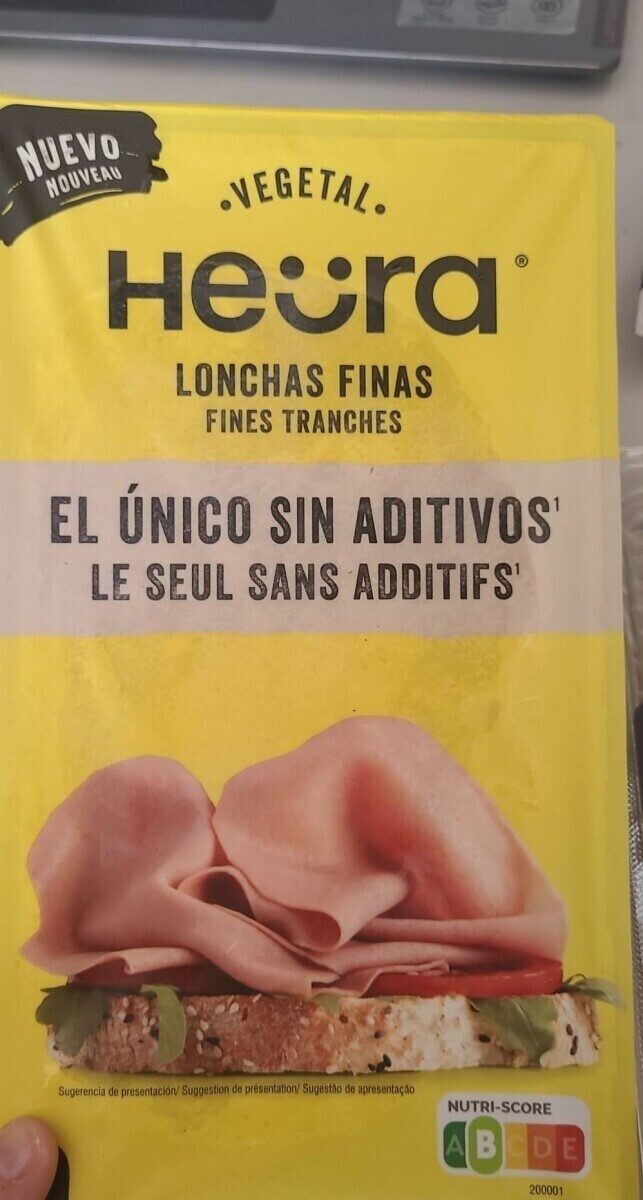 NUEVO
NOUVEAU
•VEGETAL•
Heüra®
LONCHAS FINAS
FINES TRANCHES
EL ÚNICO SIN ADITIVOS¹
LE SEUL SANS ADDITIFS¹
Sugerencia de presentación/ Suggestion de présentation/ Sugestão de apresentação
NUTRI-SCORE
A B C D E
200001